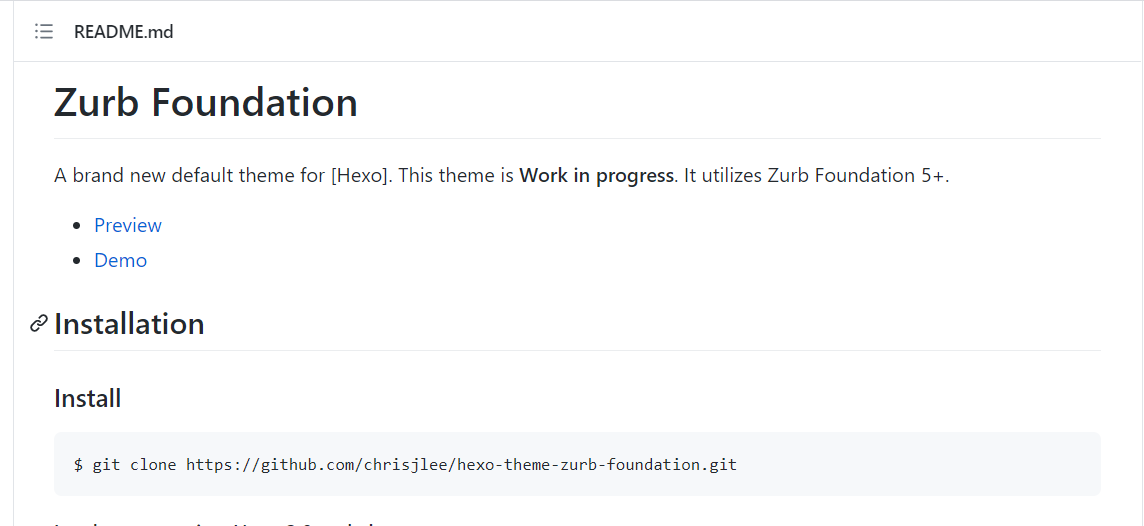 README.md
Zurb Foundation
A brand new default theme for [Hexo]. This theme is Work in progress. It utilizes Zurb Foundation 5+.
Preview
Demo
Installation
Install
$ git clone https://github.com/chrisjlee/hexo-theme-zurb-foundation.git